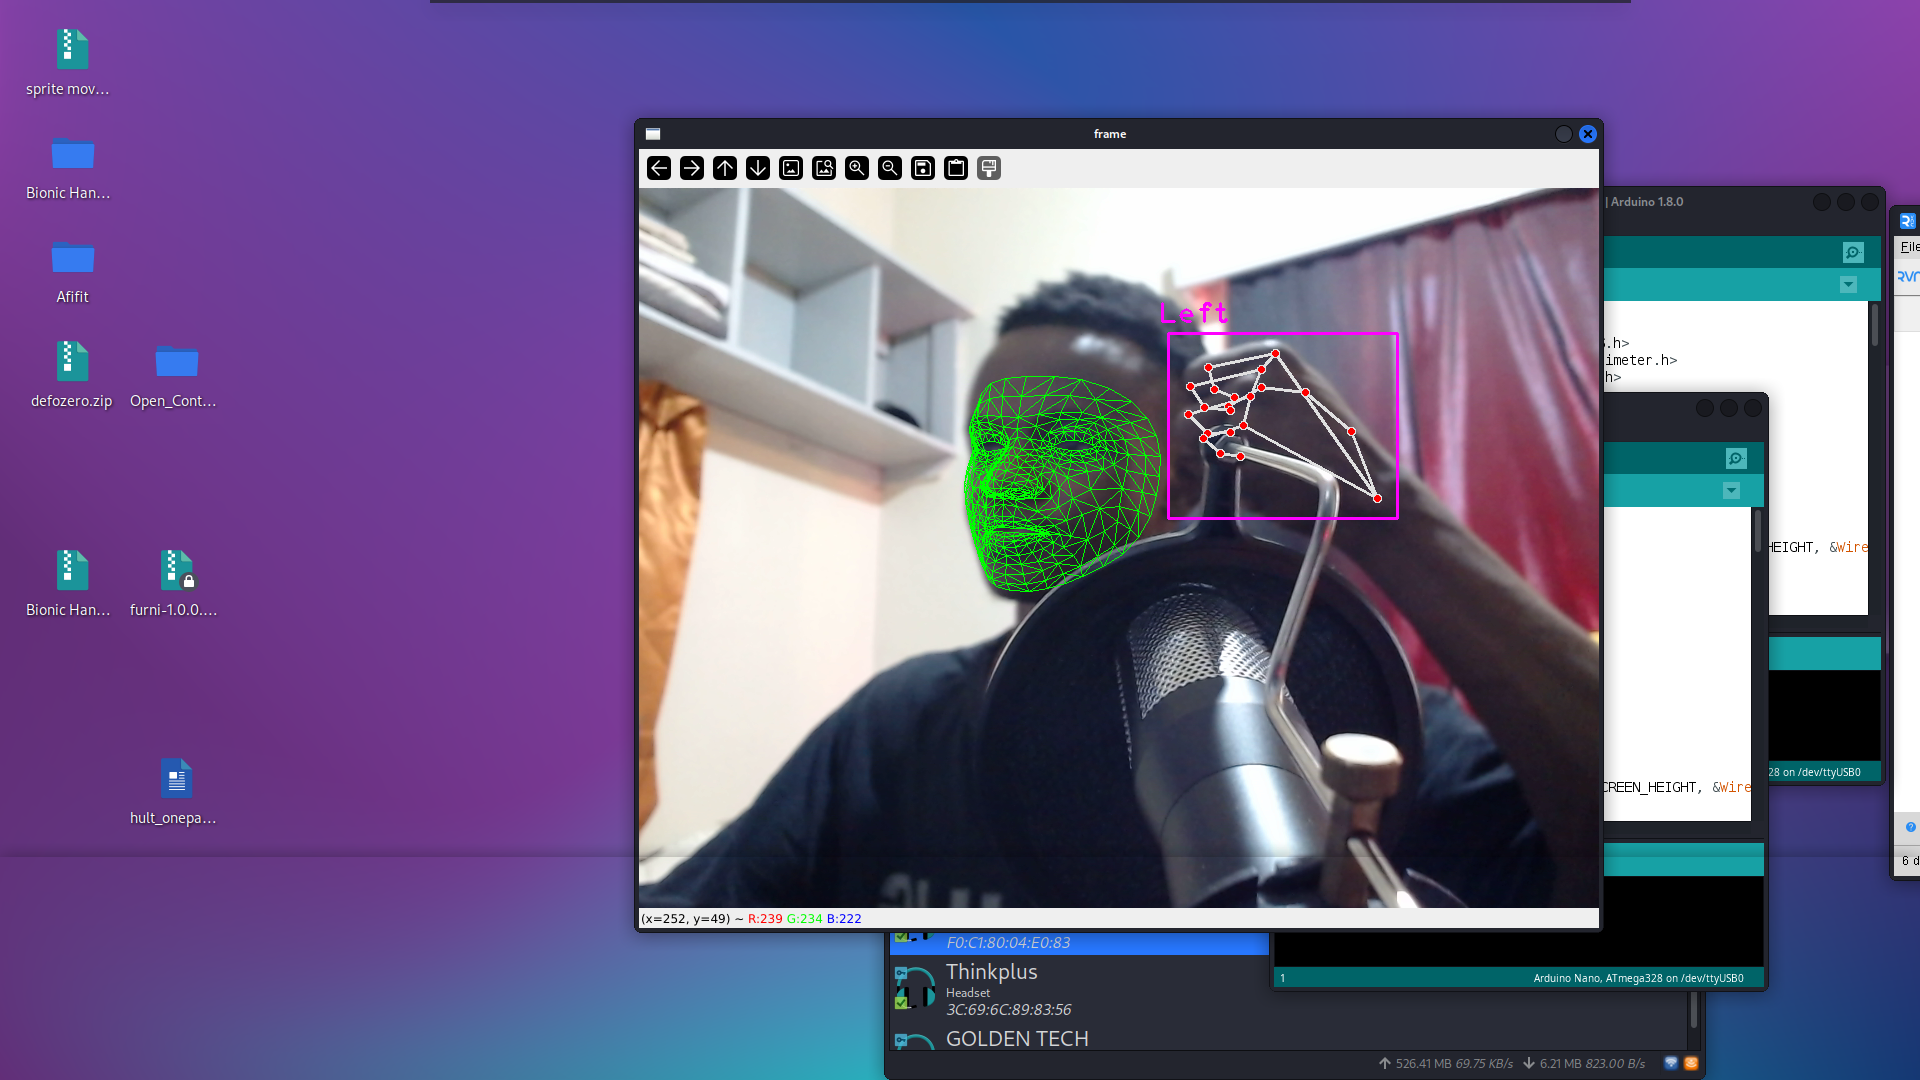 sprite mov...
Bionic Han...
Afifit
defozero.zip
Open_Cont...
Bionic Han...
furni-1.0.0....
hult_onepa...
frame
Left
(x=252, y=49) ~ R:239 G:234 B:222
| Arduino 1.8.0
.h>
imeter.h>
h>
HEIGHT, &Wire
28 on /dev/ttyUSB0
CREEN_HEIGHT, &Wire
1
Arduino Nano, ATmega328 on /dev/ttyUSB0
File
RVN
6 d
F0:C1:80:04:E0:83
Thinkplus
Headset
3C:69:6C:89:83:56
GOLDEN TECH
526.41 MB 69.75 KB/s
6.21 MB 823.00 B/s